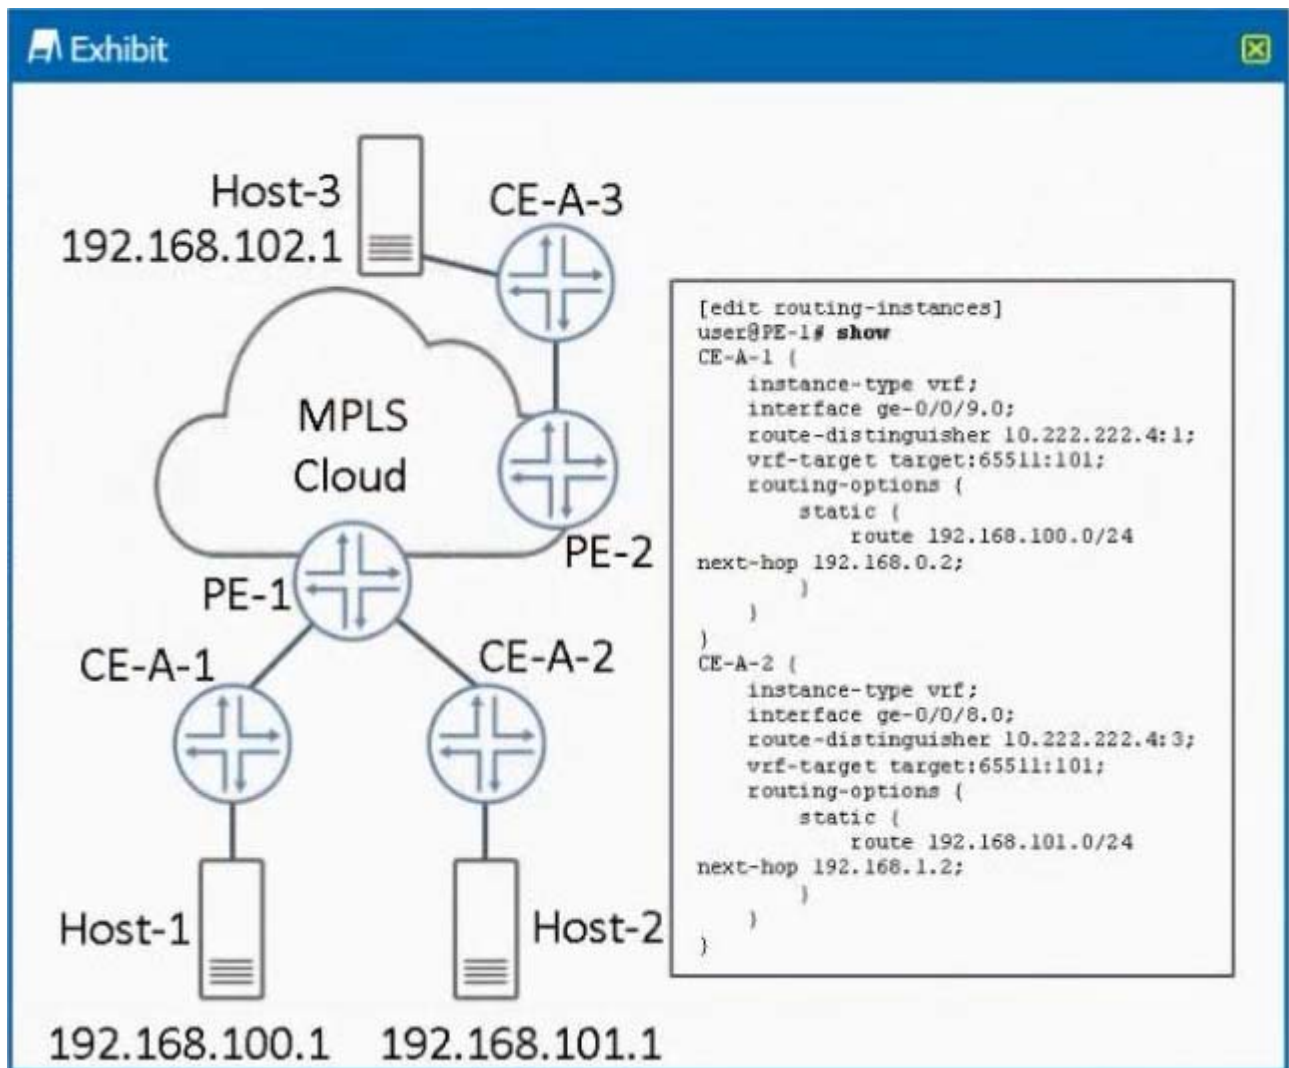 Exhibit
Host-3
192.168.102.1
CE-A-3
MPLS
Cloud
PE-2
PE-1
CE-A-1
CE-A-2
Host-1
Host-2
192.168.100.1
192.168.101.1
[edit routing-instances]
user@PE-1# show
CE-A-1 {
    instance-type vrf;
    interface ge-0/0/9.0;
    route-distinguisher 10.222.222.4:1;
    vrf-target target:65511:101;
    routing-options {
        static {
            route 192.168.100.0/24
next-hop 192.168.0.2;
        }
    }
}
CE-A-2 {
    instance-type vrf;
    interface ge-0/0/8.0;
    route-distinguisher 10.222.222.4:3;
    vrf-target target:65511:101;
    routing-options {
        static {
            route 192.168.101.0/24
next-hop 192.168.1.2;
        }
    }
}